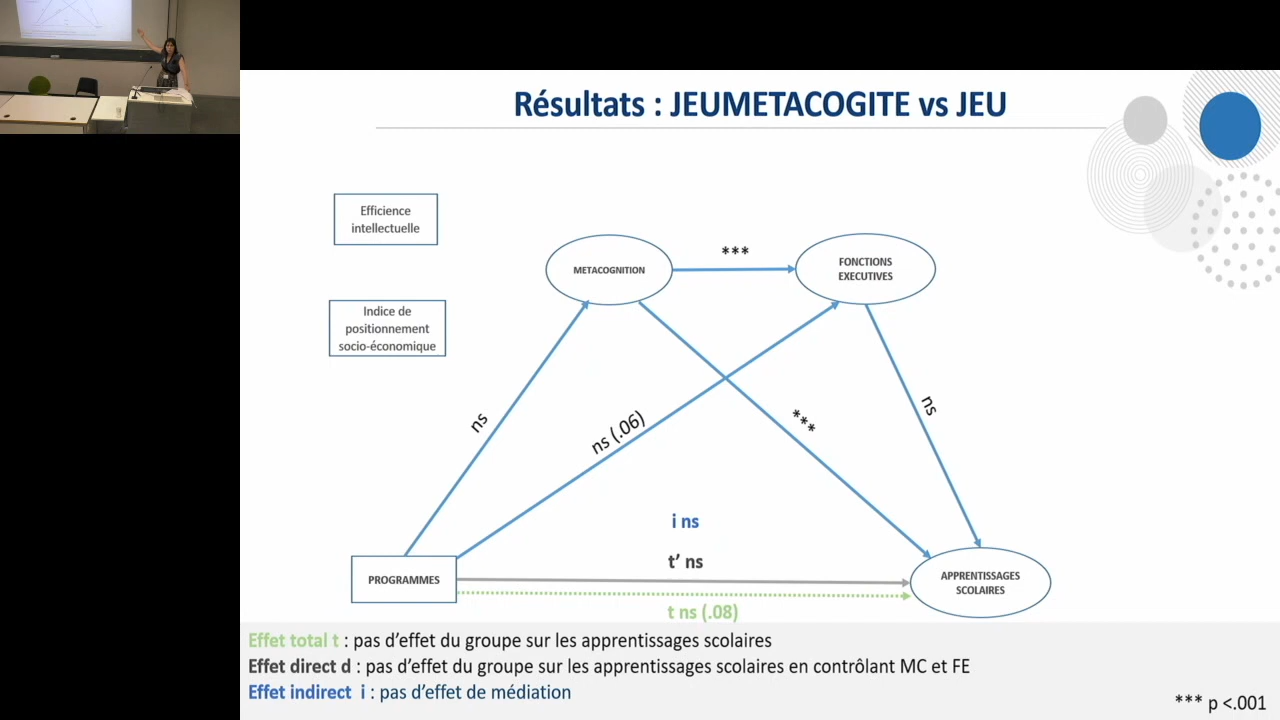 Résultats : JEUMETACOGITE vs JEU
Efficience
intellectuelle
METACOGNITION
***
FONCTIONS
EXECUTIVES
Indice de
positionnement
socio-économique
ns
ns (.06)
***
ns
i ns
t’ ns
PROGRAMMES
APPRENTISSAGES
SCOLAIRES
t ns (.08)
Effet total t : pas d’effet du groupe sur les apprentissages scolaires
Effet direct d : pas d’effet du groupe sur les apprentissages scolaires en contrôlant MC et FE
Effet indirect i : pas d’effet de médiation
*** p <.001